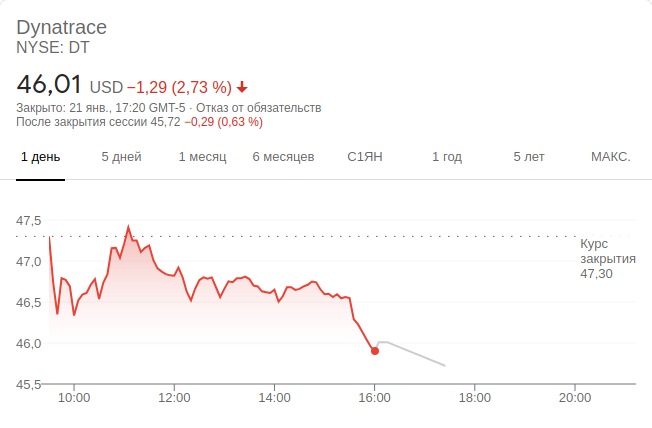 Dynatrace
NYSE: DT
46,01 USD −1,29 (2,73 %)
Закрыто: 21 янв., 17:20 GMT-5 · Отказ от обязательств
После закрытия сессии 45,72 −0,29 (0,63 %)
1 день 5 дней 1 месяц 6 месяцев С1ЯН 1 год 5 лет МАКС.
47,5
Курс
закрытия
47,30
47,0
46,5
46,0
45,5
10:00 12:00 14:00 16:00 18:00 20:00